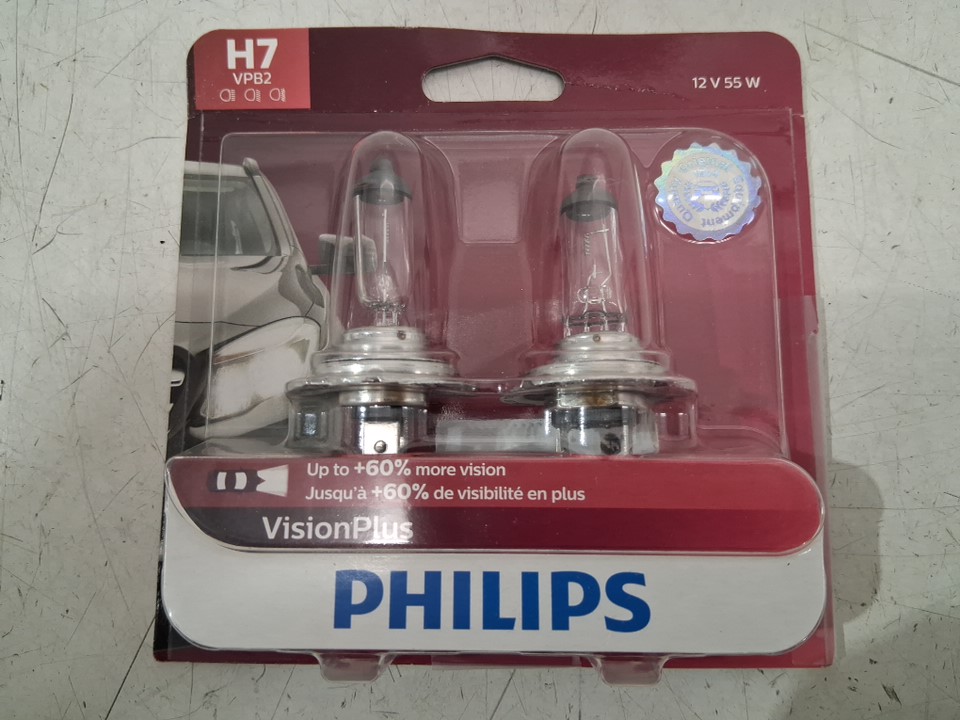 H7
VPB2
12 V 55 W
Up to +60% more vision
Jusqu'à +60% de visibilité en plus
VisionPlus
PHILIPS